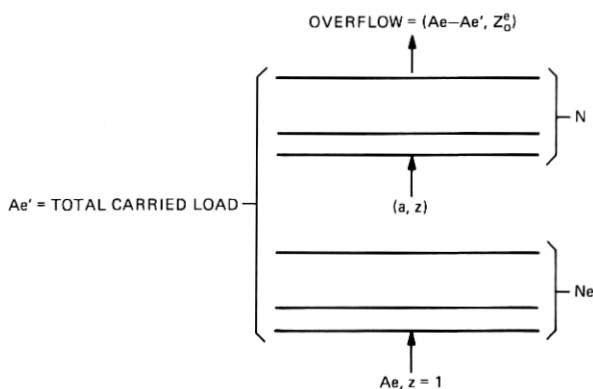 OVERFLOW = (Ae−Ae', Z₀ᵉ)
N
(a, z)
Ae' = TOTAL CARRIED LOAD
Ne
Ae, z = 1